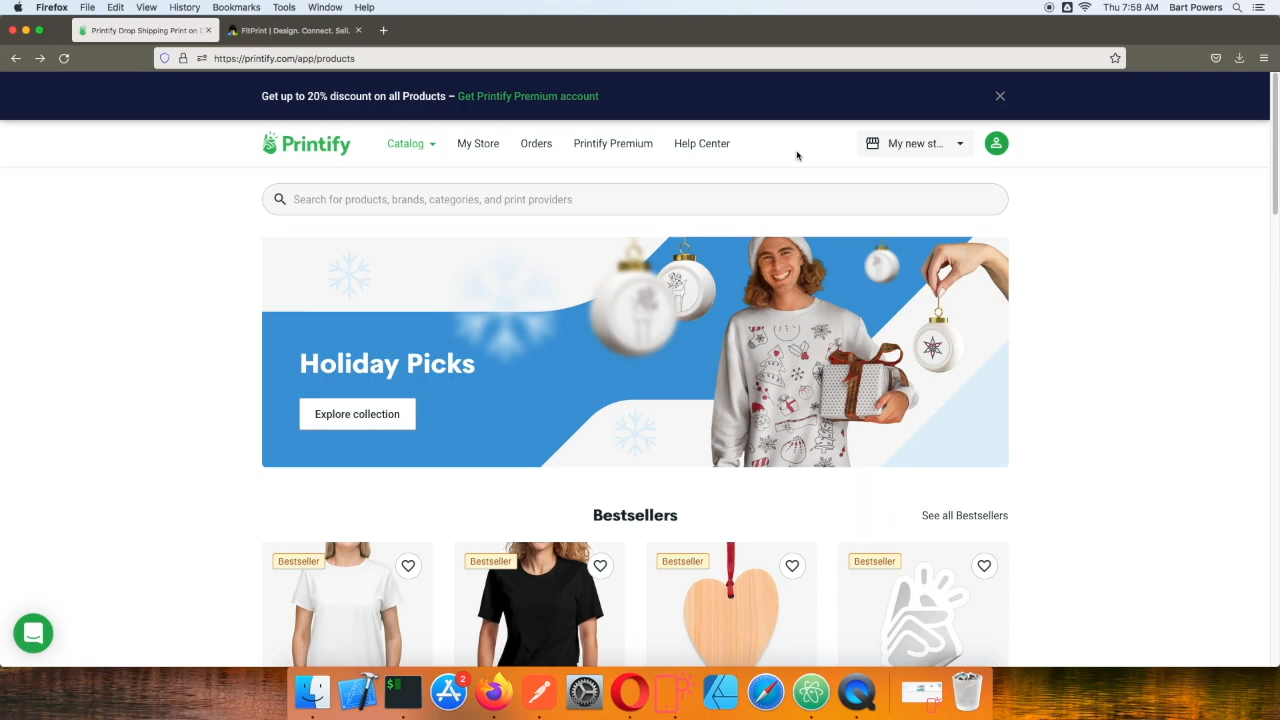 Firefox File Edit View History Bookmarks Tools Window Help Thu 7:58 AM Bart Powers
Printify Drop Shipping Print on D
FitPrint | Design. Connect. Sell.
https://printify.com/app/products
Get up to 20% discount on all Products – Get Printify Premium account
Printify Catalog My Store Orders Printify Premium Help Center My new st...
Search for products, brands, categories, and print providers
Holiday Picks
Explore collection
Bestsellers
See all Bestsellers
Bestseller Bestseller Bestseller Bestseller
$
2